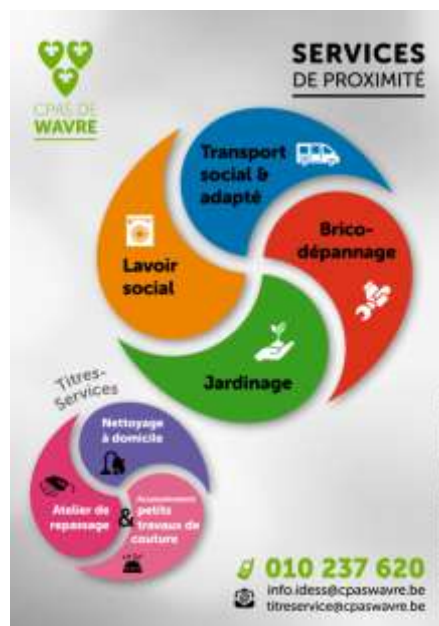 SERVICES
DE PROXIMITÉ
CPAS DE
WAVRE
Transport
social &
adapté
Brico-
dépannage
Lavoir
social
Jardinage
Titres-
Services
Nettoyage
à domicile
Atelier de
repassage
&
petits
travaux de
couture
010 237 620
info.idess@cpaswavre.be
titreservice@cpaswavre.be